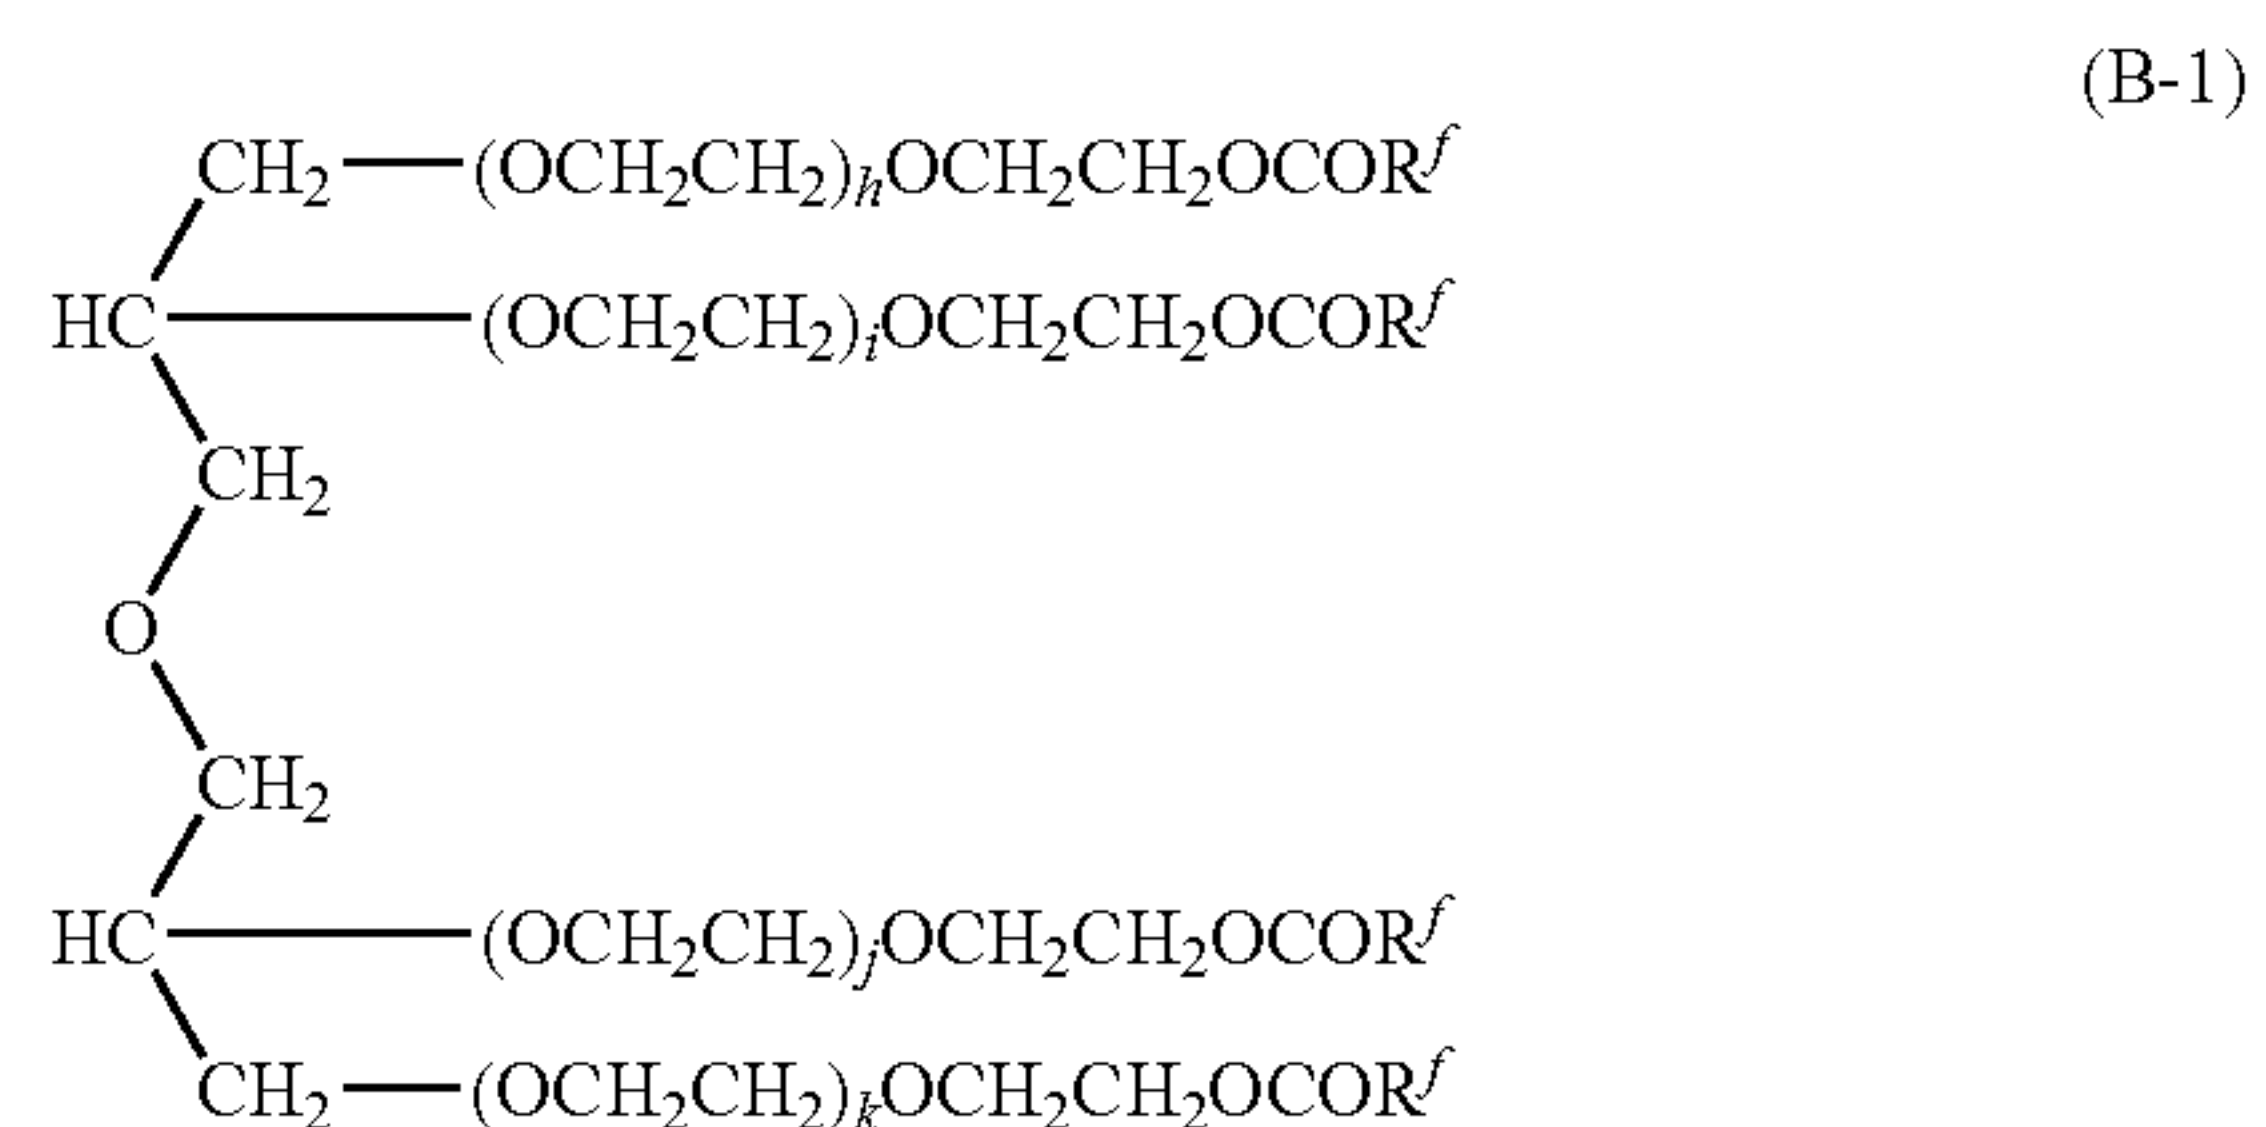 (B-1)
CH₂—(OCH₂CH₂)ₕOCH₂CH₂OCORᶠ
HC—(OCH₂CH₂)ᵢOCH₂CH₂OCORᶠ
CH₂
O
CH₂
HC—(OCH₂CH₂)ⱼOCH₂CH₂OCORᶠ
CH₂—(OCH₂CH₂)ₖOCH₂CH₂OCORᶠ